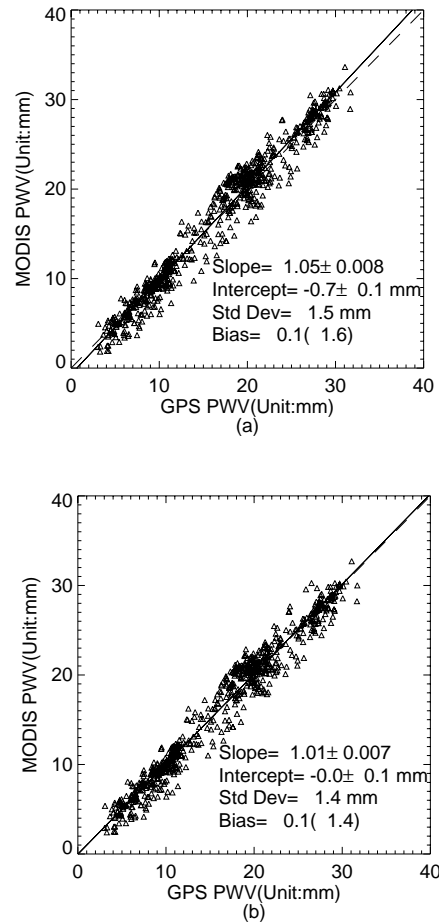 40
30
20
10
0
MODIS PWV(Unit:mm)
Slope= 1.05± 0.008
Intercept= -0.7± 0.1 mm
Std Dev= 1.5 mm
Bias= 0.1( 1.6)
0 10 20 30 40
GPS PWV(Unit:mm)
(a)
40
30
20
10
0
MODIS PWV(Unit:mm)
Slope= 1.01± 0.007
Intercept= -0.0± 0.1 mm
Std Dev= 1.4 mm
Bias= 0.1( 1.4)
0 10 20 30 40
GPS PWV(Unit:mm)
(b)